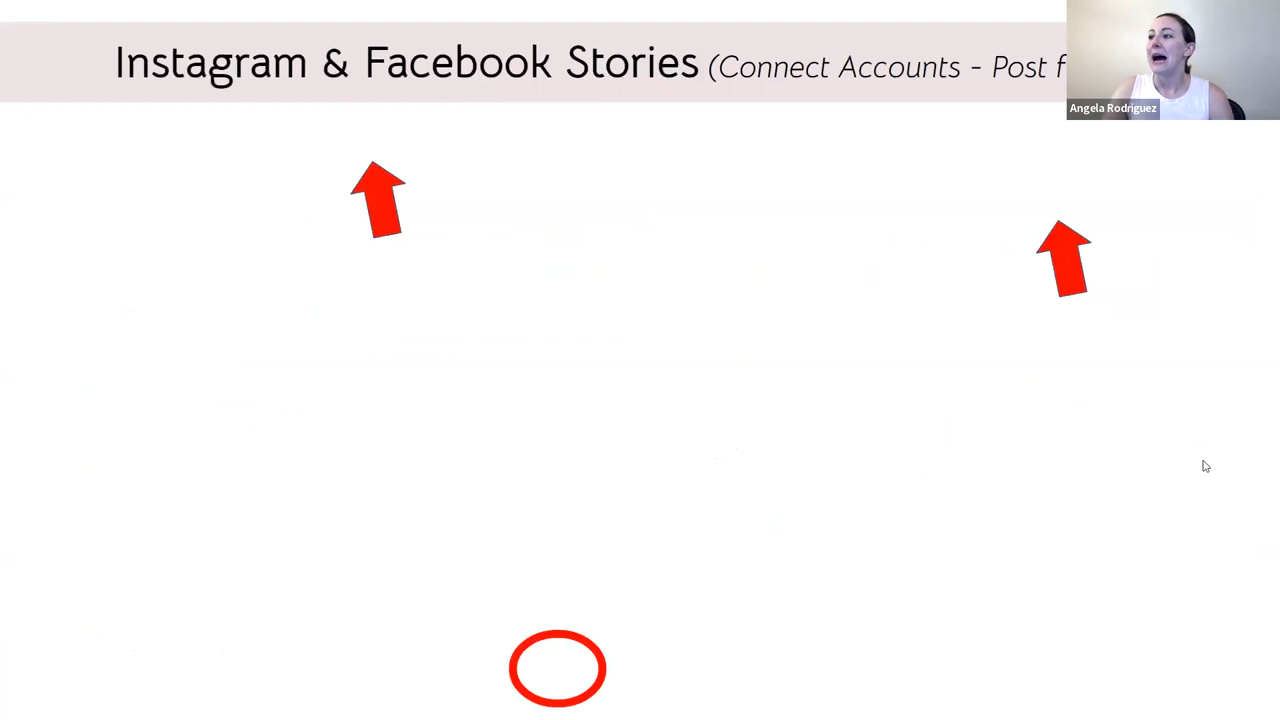 Instagram & Facebook Stories (Connect Accounts - Post f
Angela Rodriguez